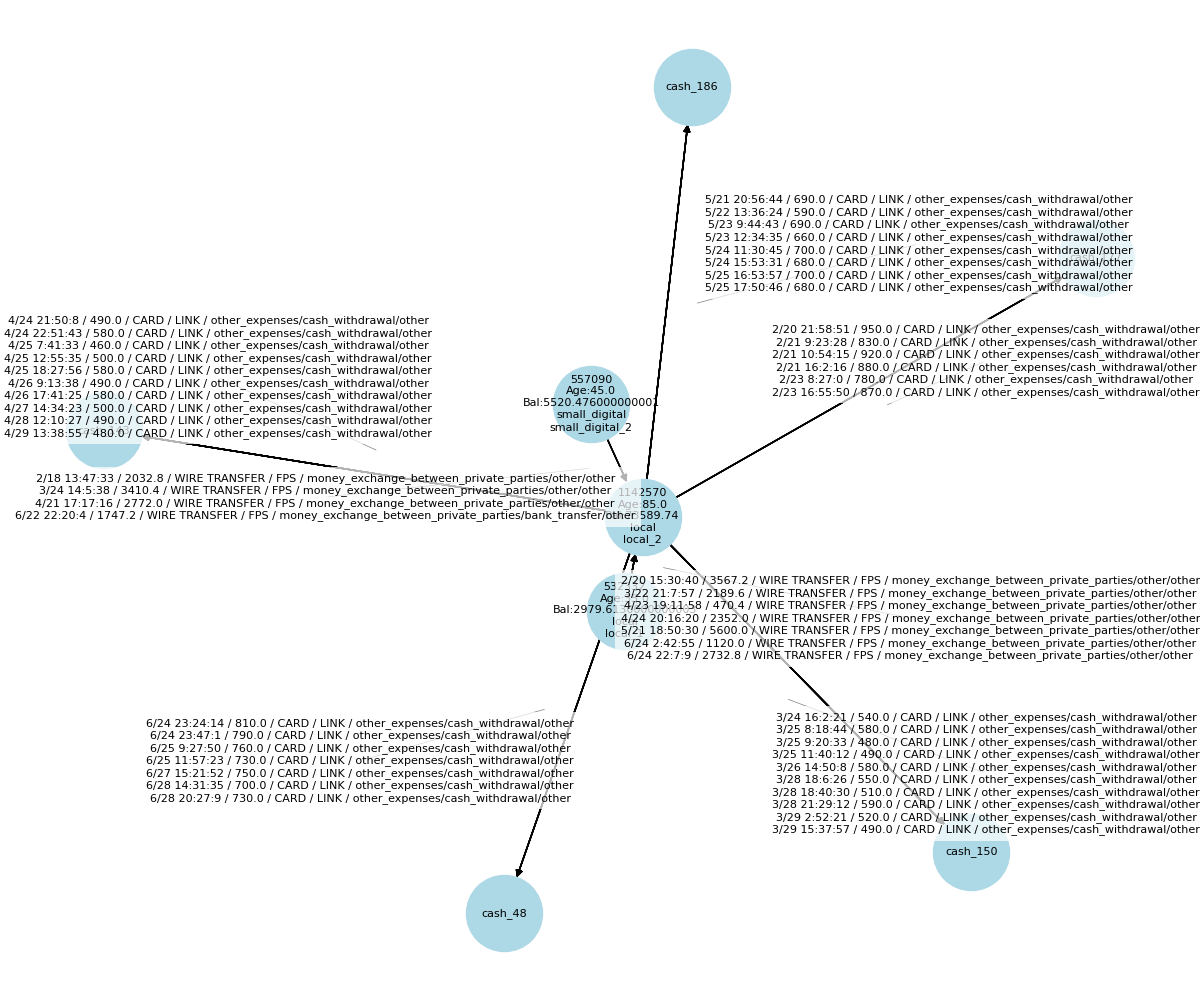 cash_186
5/21 20:56:44 / 690.0 / CARD / LINK / other_expenses/cash_withdrawal/other
5/22 13:36:24 / 590.0 / CARD / LINK / other_expenses/cash_withdrawal/other
5/23 9:44:43 / 690.0 / CARD / LINK / other_expenses/cash_withdrawal/other
5/23 12:34:35 / 660.0 / CARD / LINK / other_expenses/cash_withdrawal/other
5/24 11:30:45 / 700.0 / CARD / LINK / other_expenses/cash_withdrawal/other
5/24 15:53:31 / 680.0 / CARD / LINK / other_expenses/cash_withdrawal/other
5/25 16:53:57 / 700.0 / CARD / LINK / other_expenses/cash_withdrawal/other
5/25 17:50:46 / 680.0 / CARD / LINK / other_expenses/cash_withdrawal/other
4/24 21:50:8 / 490.0 / CARD / LINK / other_expenses/cash_withdrawal/other
4/24 22:51:43 / 580.0 / CARD / LINK / other_expenses/cash_withdrawal/other
4/25 7:41:33 / 460.0 / CARD / LINK / other_expenses/cash_withdrawal/other
4/25 12:55:35 / 500.0 / CARD / LINK / other_expenses/cash_withdrawal/other
4/25 18:27:56 / 580.0 / CARD / LINK / other_expenses/cash_withdrawal/other
4/26 9:13:38 / 490.0 / CARD / LINK / other_expenses/cash_withdrawal/other
4/26 17:41:25 / 580.0 / CARD / LINK / other_expenses/cash_withdrawal/other
4/27 14:34:23 / 500.0 / CARD / LINK / other_expenses/cash_withdrawal/other
4/28 12:10:27 / 490.0 / CARD / LINK / other_expenses/cash_withdrawal/other
4/29 13:38:55 / 480.0 / CARD / LINK / other_expenses/cash_withdrawal/other
2/20 21:58:51 / 950.0 / CARD / LINK / other_expenses/cash_withdrawal/other
2/21 9:23:28 / 830.0 / CARD / LINK / other_expenses/cash_withdrawal/other
2/21 10:54:15 / 920.0 / CARD / LINK / other_expenses/cash_withdrawal/other
2/21 16:2:16 / 880.0 / CARD / LINK / other_expenses/cash_withdrawal/other
2/23 8:27:0 / 780.0 / CARD / LINK / other_expenses/cash_withdrawal/other
2/23 16:55:50 / 870.0 / CARD / LINK / other_expenses/cash_withdrawal/other
557090
Age:45.0
Bal:5520.476000000001
small_digital
small_digital_2
2/18 13:47:33 / 2032.8 / WIRE TRANSFER / FPS / money_exchange_between_private_parties/other/other
3/24 14:5:38 / 3410.4 / WIRE TRANSFER / FPS / money_exchange_between_private_parties/other/other
4/21 17:17:16 / 2772.0 / WIRE TRANSFER / FPS / money_exchange_between_private_parties/other/other
6/22 22:20:4 / 1747.2 / WIRE TRANSFER / FPS / money_exchange_between_private_parties/bank_transfer/other
1142570
Age:85.0
589.74
local
local_2
2/20 15:30:40 / 3567.2 / WIRE TRANSFER / FPS / money_exchange_between_private_parties/other/other
3/22 21:7:57 / 2189.6 / WIRE TRANSFER / FPS / money_exchange_between_private_parties/other/other
4/23 19:11:58 / 470.4 / WIRE TRANSFER / FPS / money_exchange_between_private_parties/other/other
4/24 20:16:20 / 2352.0 / WIRE TRANSFER / FPS / money_exchange_between_private_parties/other/other
5/21 18:50:30 / 5600.0 / WIRE TRANSFER / FPS / money_exchange_between_private_parties/other/other
6/24 2:42:55 / 1120.0 / WIRE TRANSFER / FPS / money_exchange_between_private_parties/other/other
6/24 22:7:9 / 2732.8 / WIRE TRANSFER / FPS / money_exchange_between_private_parties/other/other
6/24 23:24:14 / 810.0 / CARD / LINK / other_expenses/cash_withdrawal/other
6/24 23:47:1 / 790.0 / CARD / LINK / other_expenses/cash_withdrawal/other
6/25 9:27:50 / 760.0 / CARD / LINK / other_expenses/cash_withdrawal/other
6/25 11:57:23 / 730.0 / CARD / LINK / other_expenses/cash_withdrawal/other
6/27 15:21:52 / 750.0 / CARD / LINK / other_expenses/cash_withdrawal/other
6/28 14:31:35 / 700.0 / CARD / LINK / other_expenses/cash_withdrawal/other
6/28 20:27:9 / 730.0 / CARD / LINK / other_expenses/cash_withdrawal/other
3/24 16:2:21 / 540.0 / CARD / LINK / other_expenses/cash_withdrawal/other
3/25 8:18:44 / 580.0 / CARD / LINK / other_expenses/cash_withdrawal/other
3/25 9:20:33 / 480.0 / CARD / LINK / other_expenses/cash_withdrawal/other
3/25 11:40:12 / 490.0 / CARD / LINK / other_expenses/cash_withdrawal/other
3/26 14:50:8 / 580.0 / CARD / LINK / other_expenses/cash_withdrawal/other
3/28 18:6:26 / 550.0 / CARD / LINK / other_expenses/cash_withdrawal/other
3/28 18:40:30 / 510.0 / CARD / LINK / other_expenses/cash_withdrawal/other
3/28 21:29:12 / 590.0 / CARD / LINK / other_expenses/cash_withdrawal/other
3/29 2:52:21 / 520.0 / CARD / LINK / other_expenses/cash_withdrawal/other
3/29 15:37:57 / 490.0 / CARD / LINK / other_expenses/cash_withdrawal/other
cash_150
cash_48